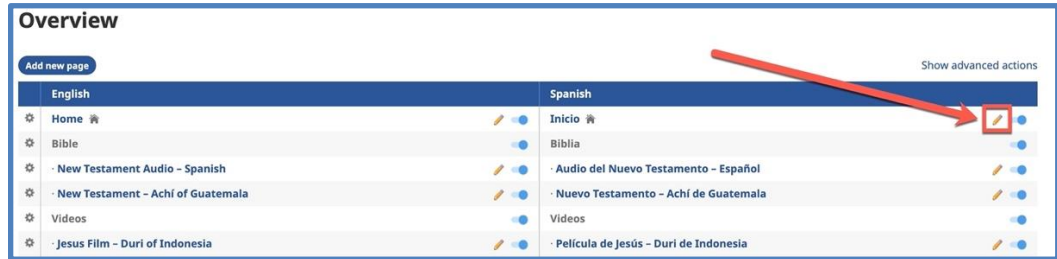 Overview
Add new page Show advanced actions
English Spanish
Home Inicio
Bible Biblia
· New Testament Audio – Spanish · Audio del Nuevo Testamento – Español
· New Testament – Achí of Guatemala · Nuevo Testamento – Achí de Guatemala
Videos Videos
· Jesus Film – Duri of Indonesia · Película de Jesús – Duri de Indonesia